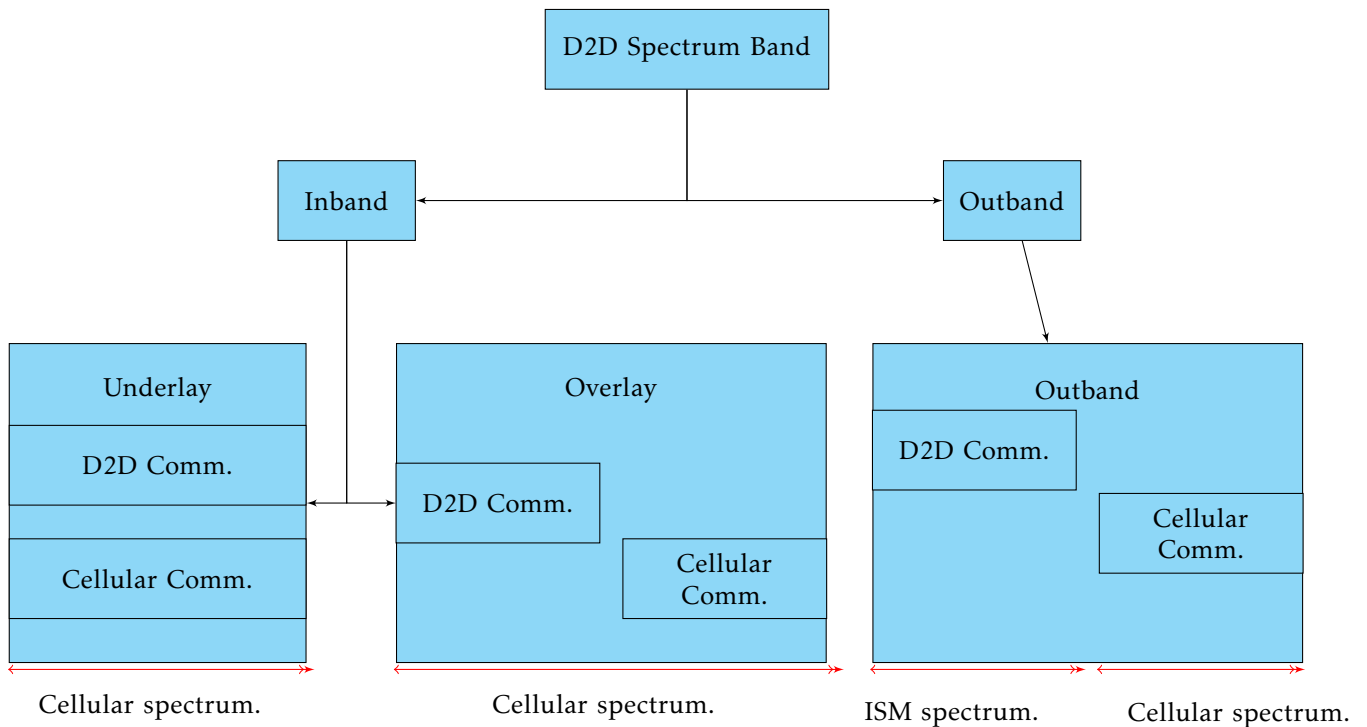 D2D Spectrum Band
Inband
Outband
Underlay
D2D Comm.
Cellular Comm.
Cellular spectrum.
Overlay
D2D Comm.
Cellular
Comm.
Cellular spectrum.
Outband
D2D Comm.
Cellular
Comm.
ISM spectrum.
Cellular spectrum.